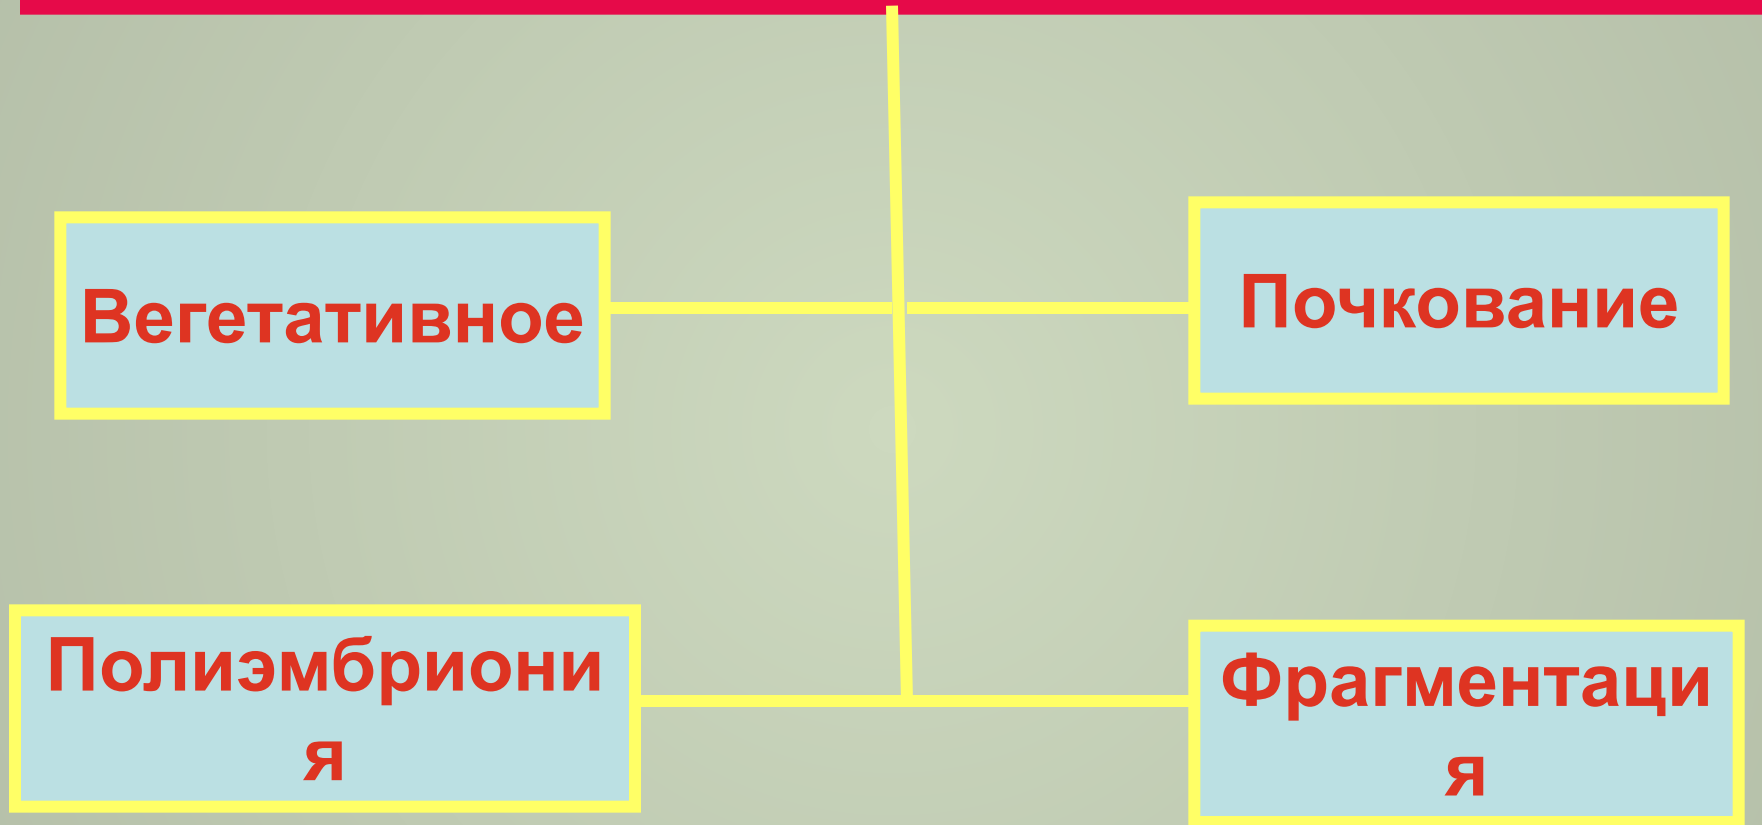 Вегетативное
Почкование
Полиэмбриони
я
Фрагментаци
я